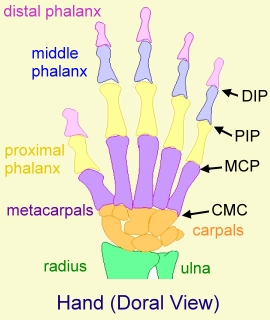 distal phalanx
middle
phalanx
DIP
PIP
proximal
phalanx
MCP
metacarpals
CMC
carpals
radius
ulna
Hand (Doral View)